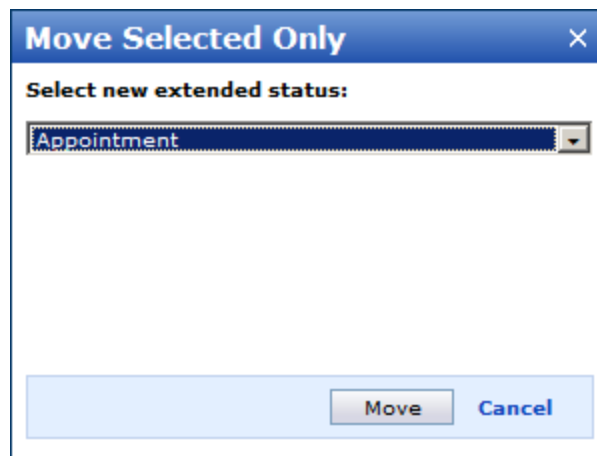 Move Selected Only
Select new extended status:
Appointment
Move Cancel